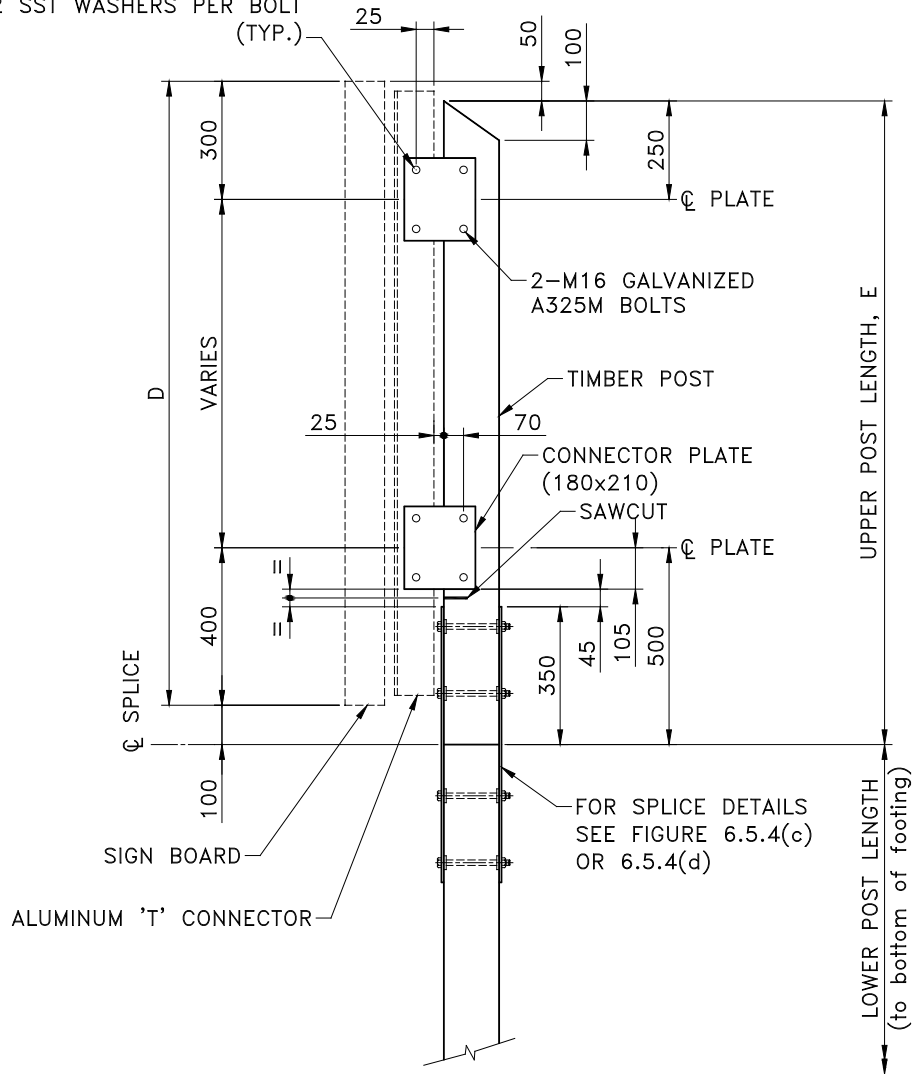 2 SST WASHERS PER BOLT
(TYP.)
25
50
100
300
250
℄ PLATE
2-M16 GALVANIZED
A325M BOLTS
UPPER POST LENGTH, E
D
VARIES
TIMBER POST
25
70
CONNECTOR PLATE
(180x210)
SAWCUT
℄ PLATE
=
=
400
350
45
105
500
℄ SPLICE
100
FOR SPLICE DETAILS
SEE FIGURE 6.5.4(c)
OR 6.5.4(d)
SIGN BOARD
ALUMINUM 'T' CONNECTOR
LOWER POST LENGTH
(to bottom of footing)